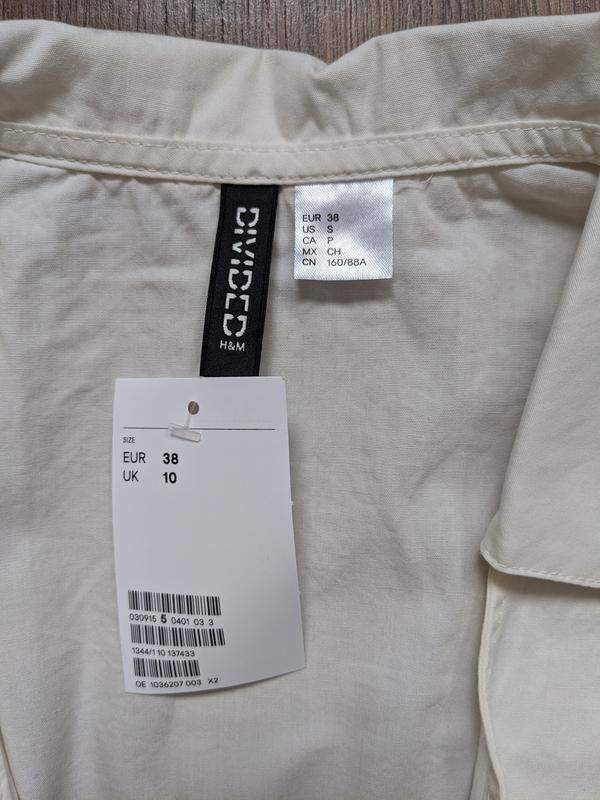 DIVIDED
H&M
EUR 38
US S
CA P
MX CH
CN 160/88A
SIZE
EUR 38
UK 10
030915 5 0401 03 3
1344/1 10 137433
OE 1036207 003 X2